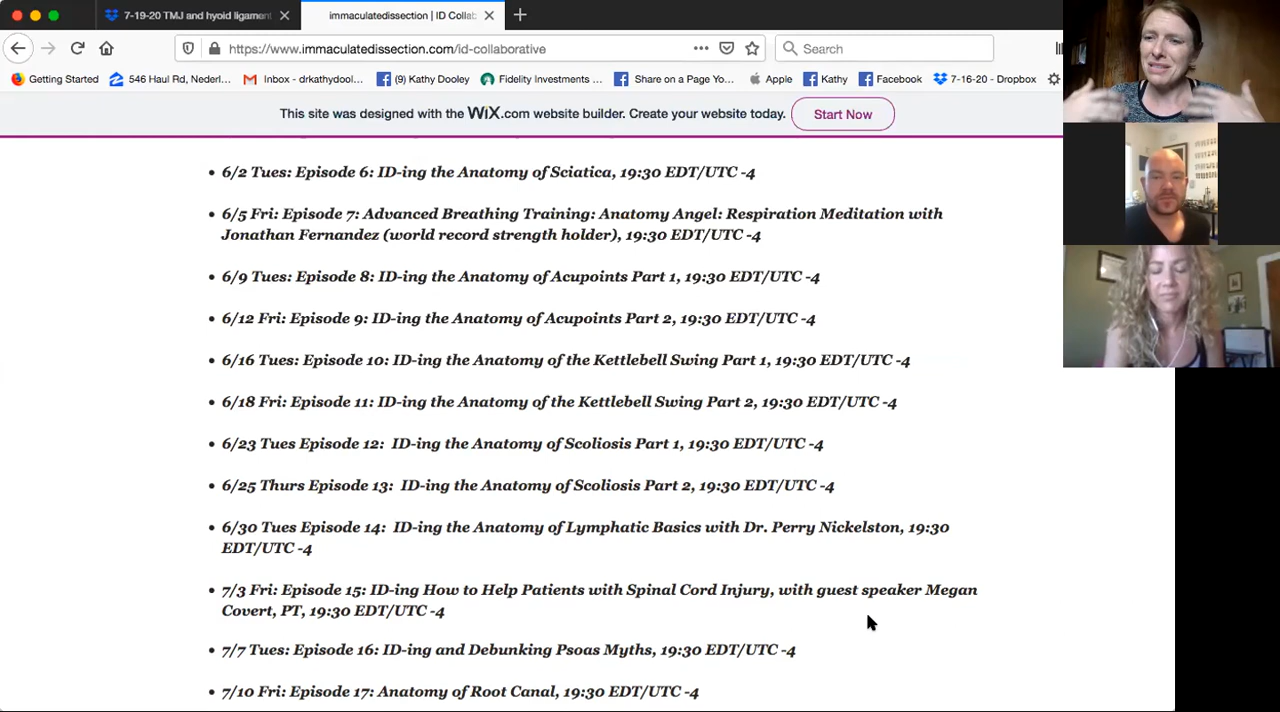 7-19-20 TMJ and hyoid ligament
immaculatedissection | ID Collab
https://www.immaculatedissection.com/id-collaborative
Search
Getting Started
546 Haul Rd, Nederl...
Inbox - drkathydool...
(9) Kathy Dooley
Fidelity Investments ...
Share on a Page Yo...
Apple
Kathy
Facebook
7-16-20 - Dropbox
This site was designed with the WiX.com website builder. Create your website today.
Start Now
• 6/2 Tues: Episode 6: ID-ing the Anatomy of Sciatica, 19:30 EDT/UTC -4
• 6/5 Fri: Episode 7: Advanced Breathing Training: Anatomy Angel: Respiration Meditation with
Jonathan Fernandez (world record strength holder), 19:30 EDT/UTC -4
• 6/9 Tues: Episode 8: ID-ing the Anatomy of Acupoints Part 1, 19:30 EDT/UTC -4
• 6/12 Fri: Episode 9: ID-ing the Anatomy of Acupoints Part 2, 19:30 EDT/UTC -4
• 6/16 Tues: Episode 10: ID-ing the Anatomy of the Kettlebell Swing Part 1, 19:30 EDT/UTC -4
• 6/18 Fri: Episode 11: ID-ing the Anatomy of the Kettlebell Swing Part 2, 19:30 EDT/UTC -4
• 6/23 Tues Episode 12: ID-ing the Anatomy of Scoliosis Part 1, 19:30 EDT/UTC -4
• 6/25 Thurs Episode 13: ID-ing the Anatomy of Scoliosis Part 2, 19:30 EDT/UTC -4
• 6/30 Tues Episode 14: ID-ing the Anatomy of Lymphatic Basics with Dr. Perry Nickelston, 19:30
EDT/UTC -4
• 7/3 Fri: Episode 15: ID-ing How to Help Patients with Spinal Cord Injury, with guest speaker Megan
Covert, PT, 19:30 EDT/UTC -4
• 7/7 Tues: Episode 16: ID-ing and Debunking Psoas Myths, 19:30 EDT/UTC -4
• 7/10 Fri: Episode 17: Anatomy of Root Canal, 19:30 EDT/UTC -4